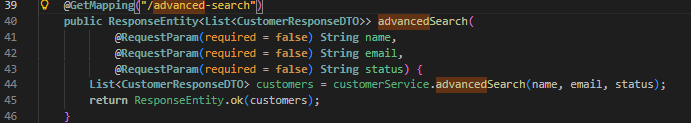 39 @GetMapping("/advanced-search")
40 public ResponseEntity<List<CustomerResponseDTO>> advancedSearch(
41 @RequestParam(required = false) String name,
42 @RequestParam(required = false) String email,
43 @RequestParam(required = false) String status) {
44 List<CustomerResponseDTO> customers = customerService.advancedSearch(name, email, status);
45 return ResponseEntity.ok(customers);
46 }